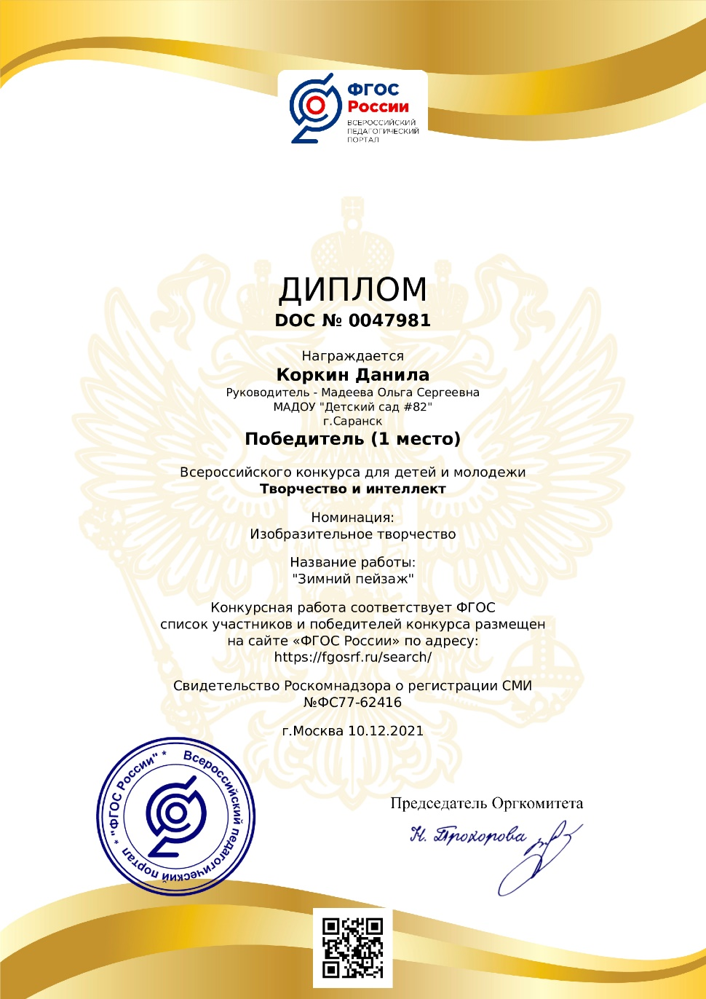 ФГОС
России
ВСЕРОССИЙСКИЙ
ПЕДАГОГИЧЕСКИЙ
ПОРТАЛ
ДИПЛОМ
DOC № 0047981
Награждается
Коркин Данила
Руководитель - Мадеева Ольга Сергеевна
МАДОУ "Детский сад #82"
г.Саранск
Победитель (1 место)
Всероссийского конкурса для детей и молодежи
Творчество и интеллект
Номинация:
Изобразительное творчество
Название работы:
"Зимний пейзаж"
Конкурсная работа соответствует ФГОС
список участников и победителей конкурса размещен
на сайте «ФГОС России» по адресу:
https://fgosrf.ru/search/
Свидетельство Роскомнадзора о регистрации СМИ
№ФС77-62416
г.Москва 10.12.2021
Всероссийский педагогический портал * "ФГОС России" *
Председатель Оргкомитета
Н. Прохорова